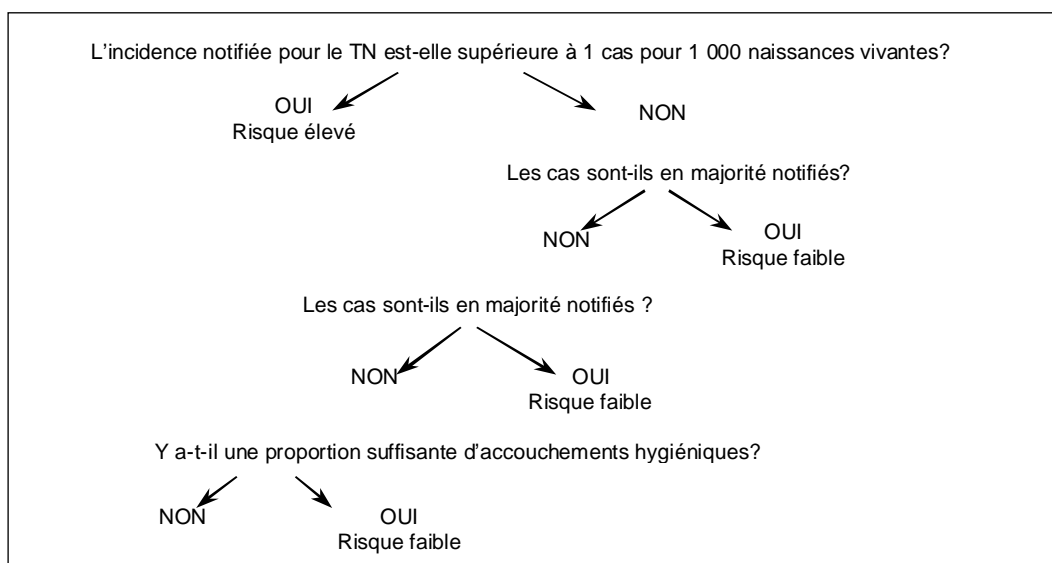 L'incidence notifiée pour le TN est-elle supérieure à 1 cas pour 1 000 naissances vivantes?
OUI
Risque élevé
NON
Les cas sont-ils en majorité notifiés?
NON
OUI
Risque faible
Les cas sont-ils en majorité notifiés ?
NON
OUI
Risque faible
Y a-t-il une proportion suffisante d'accouchements hygiéniques?
NON
OUI
Risque faible